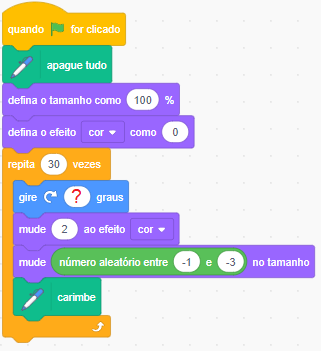 quando for clicado
apague tudo
defina o tamanho como 100 %
defina o efeito cor como 0
repita 30 vezes
gire ? graus
mude 2 ao efeito cor
mude número aleatório entre -1 e -3 no tamanho
carimbe